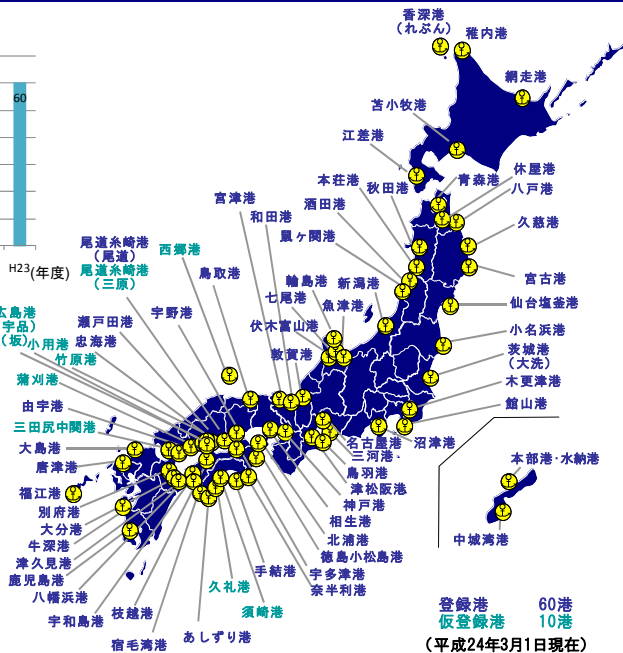 香深港
(れぶん)
稚内港
網走港
苫小牧港
江差港
休屋港
青森港
八戸港
本荘港
秋田港
酒田港
鼠ヶ関港
久慈港
宮古港
仙台塩釜港
小名浜港
茨城港
(大洗)
木更津港
館山港
宮津港
和田港
尾道糸崎港
(尾道)
尾道糸崎港
(三原)
西郷港
鳥取港
輪島港
新潟港
七尾港
魚津港
伏木富山港
敦賀港
宇野港
瀬戸田港
忠海港
広島港
(宇品)
(坂)
小用港
竹原港
蒲刈港
由宇港
三田尻中関港
大島港
唐津港
福江港
別府港
大分港
牛深港
津久見港
鹿児島港
八幡浜港
宇和島港
枝越港
宿毛湾港
あしずり港
久礼港
須崎港
手結港
奈半利港
宇多津港
徳島小松島港
北浦港
相生港
神戸港
津松阪港
鳥羽港
三河港
名古屋港
沼津港
本部港・水納港
中城湾港
60
H23
(年度)
登録港 60港
仮登録港 10港
(平成24年3月1日現在)